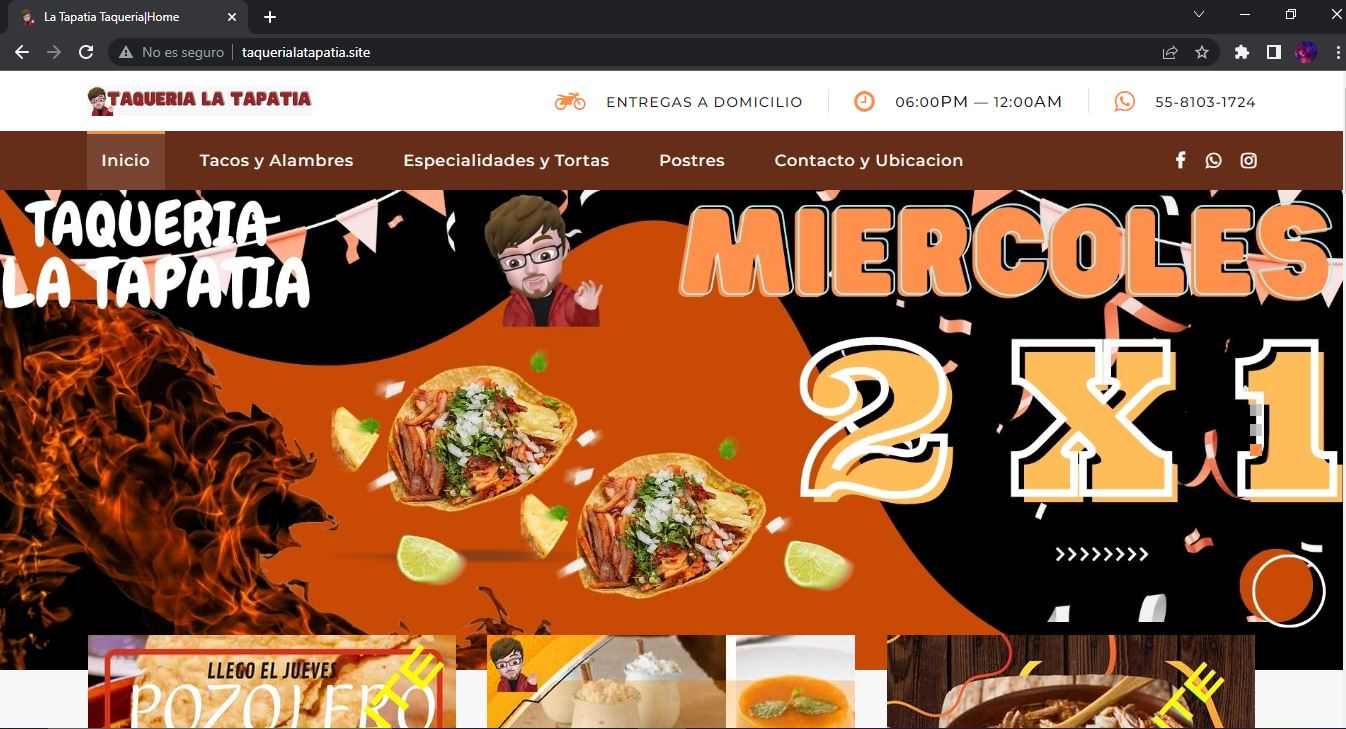 La Tapatia Taqueria|Home
No es seguro
taquerialatapatia.site
TAQUERIA LA TAPATIA
ENTREGAS A DOMICILIO
06:00PM — 12:00AM
55-8103-1724
Inicio
Tacos y Alambres
Especialidades y Tortas
Postres
Contacto y Ubicacion
TAQUERIA
LA TAPATIA
MIERCOLES
2 X 1
LLEGO EL JUEVES
POZOLERO